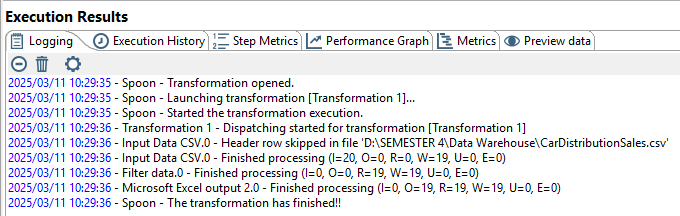 Execution Results
Logging Execution History Step Metrics Performance Graph Metrics Preview data
2025/03/11 10:29:35 - Spoon - Transformation opened.
2025/03/11 10:29:35 - Spoon - Launching transformation [Transformation 1]...
2025/03/11 10:29:35 - Spoon - Started the transformation execution.
2025/03/11 10:29:36 - Transformation 1 - Dispatching started for transformation [Transformation 1]
2025/03/11 10:29:36 - Input Data CSV.0 - Header row skipped in file 'D:\SEMESTER 4\Data Warehouse\CarDistributionSales.csv'
2025/03/11 10:29:36 - Input Data CSV.0 - Finished processing (I=20, O=0, R=0, W=19, U=0, E=0)
2025/03/11 10:29:36 - Filter data.0 - Finished processing (I=0, O=0, R=19, W=19, U=0, E=0)
2025/03/11 10:29:36 - Microsoft Excel output 2.0 - Finished processing (I=0, O=19, R=19, W=19, U=0, E=0)
2025/03/11 10:29:36 - Spoon - The transformation has finished!!